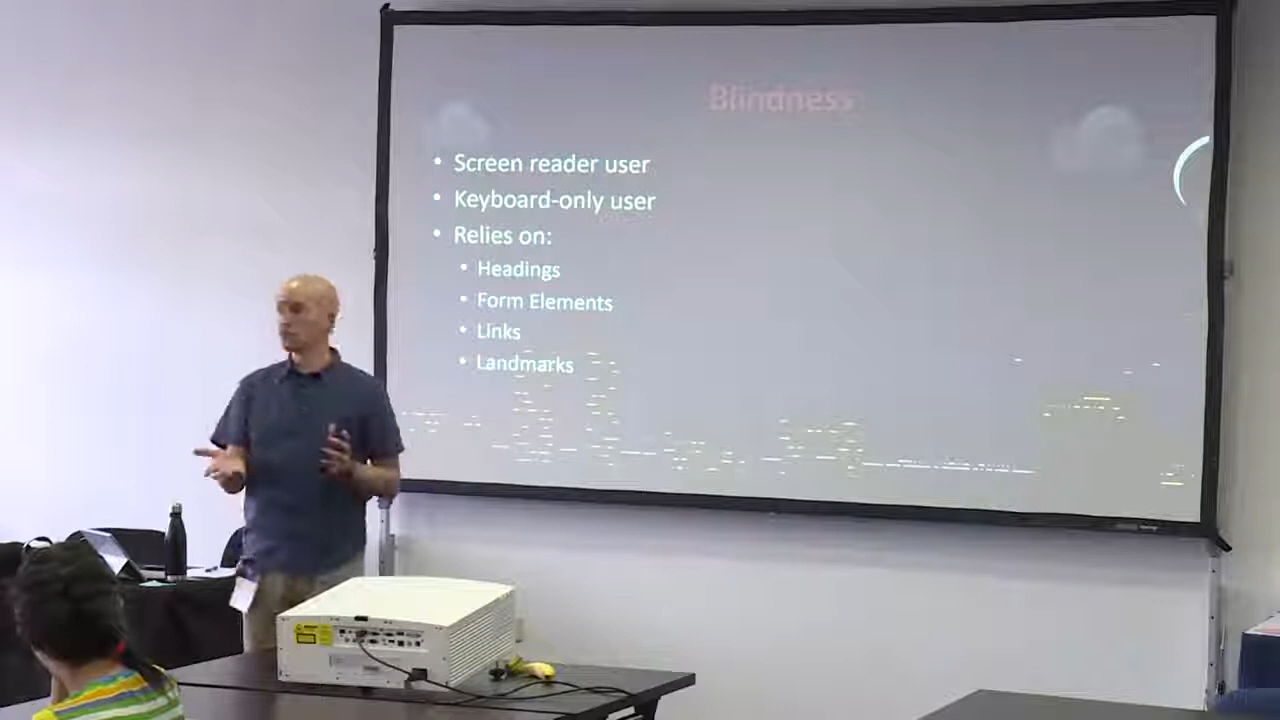 Blindness
• Screen reader user
• Keyboard-only user
• Relies on:
• Headings
• Form Elements
• Links
• Landmarks